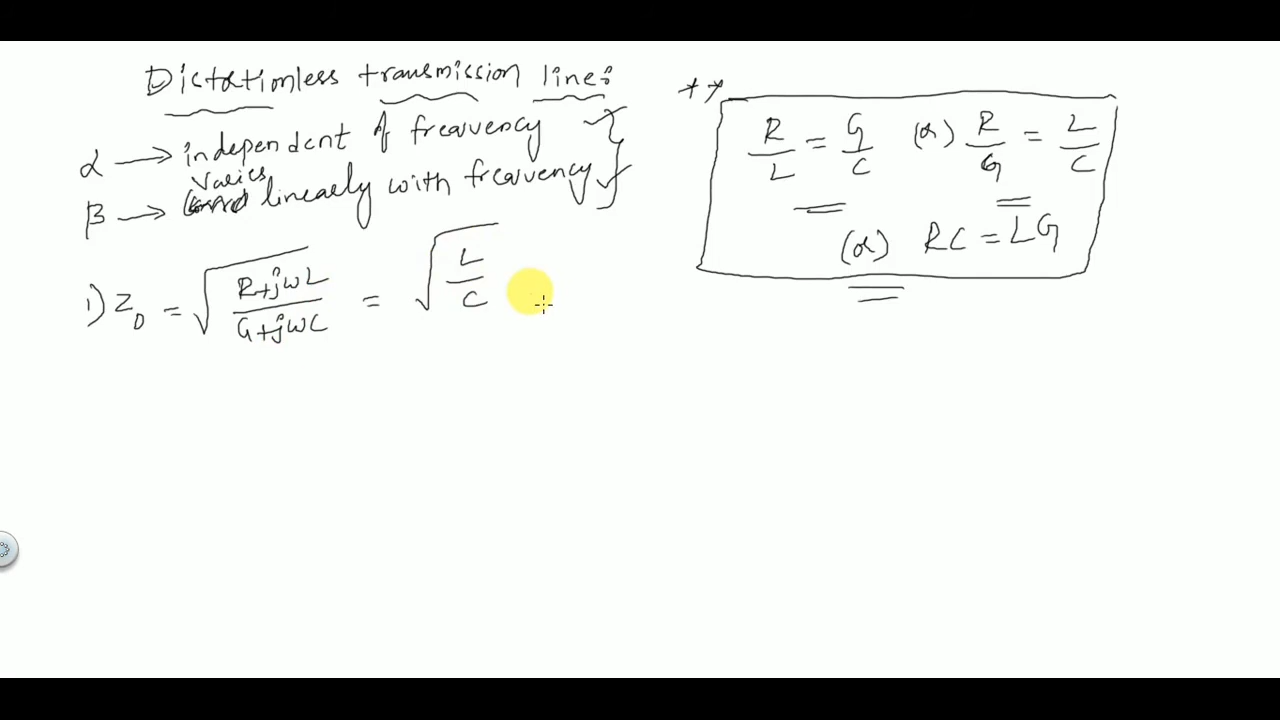 Distortionless transmission line:
α → independent of frequency
β → varies linearly with frequency
** R/L = G/C (or) R/G = L/C
(or) RC = LG
1) Z0 = √((R+jωL)/(G+jωC)) = √(L/C)